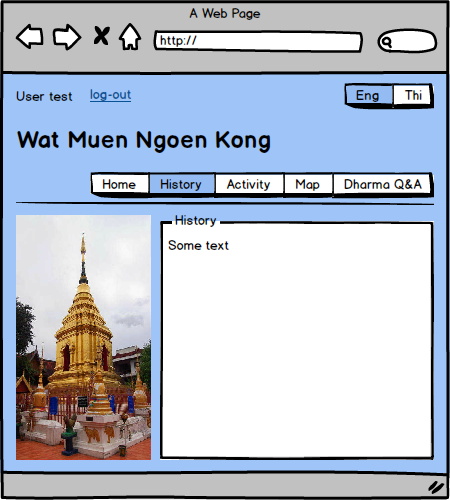 A Web Page
http://
User test log-out Eng Thi
Wat Muen Ngoen Kong
Home History Activity Map Dharma Q&A
History
Some text